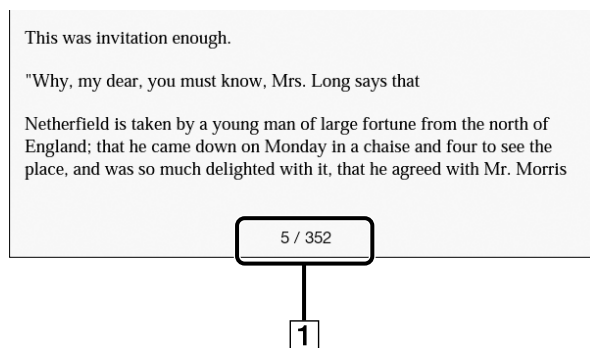 This was invitation enough.
"Why, my dear, you must know, Mrs. Long says that
Netherfield is taken by a young man of large fortune from the north of
England; that he came down on Monday in a chaise and four to see the
place, and was so much delighted with it, that he agreed with Mr. Morris
5 / 352
1